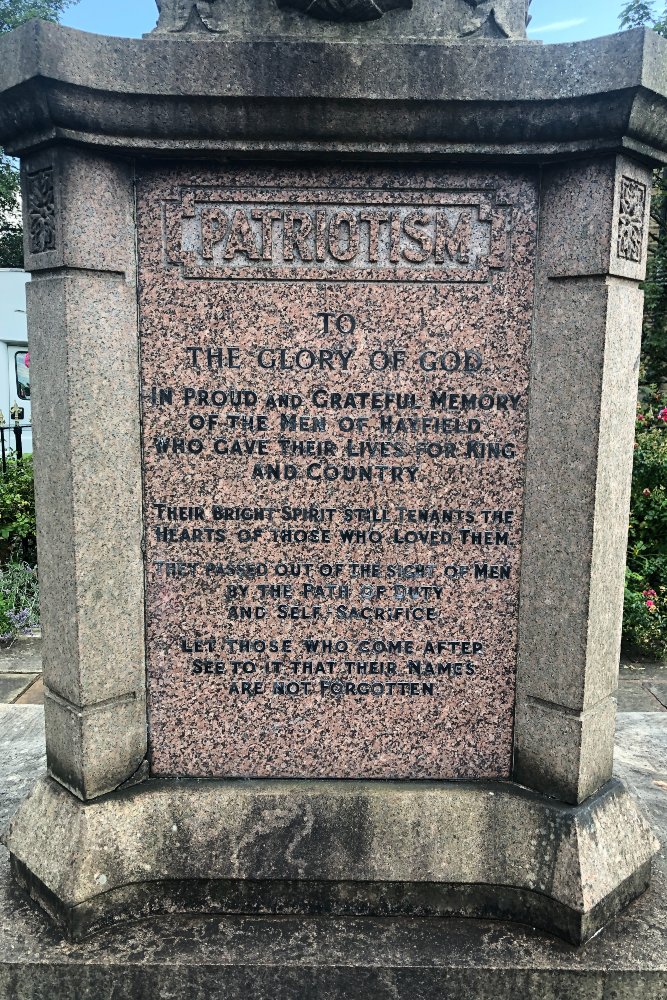 PATRIOTISM
TO
THE GLORY OF GOD
IN PROUD AND GRATEFUL MEMORY
OF THE MEN OF HAYFIELD
WHO GAVE THEIR LIVES FOR KING
AND COUNTRY.
THEIR BRIGHT SPIRIT STILL TENANTS THE
HEARTS OF THOSE WHO LOVED THEM.
THEY PASSED OUT OF THE SIGHT OF MEN
BY THE PATH OF DUTY
AND SELF-SACRIFICE.
LET THOSE WHO COME AFTER
SEE TO IT THAT THEIR NAMES
ARE NOT FORGOTTEN.